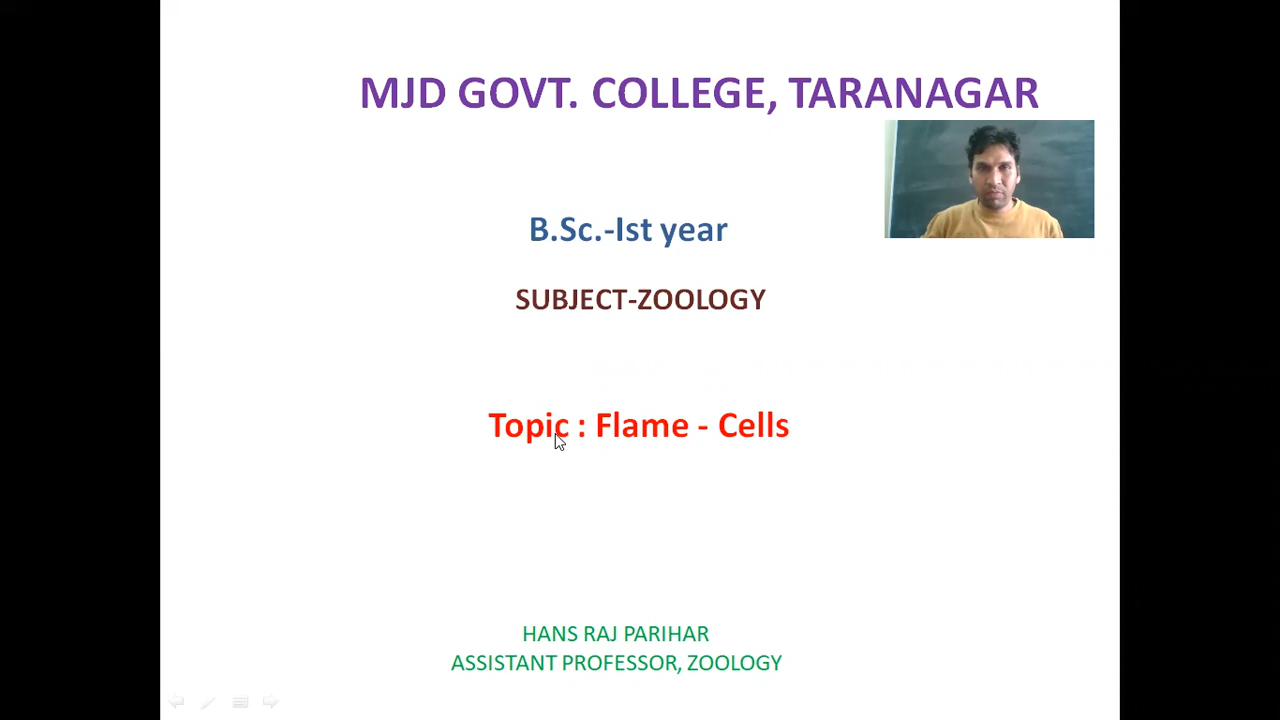 MJD GOVT. COLLEGE, TARANAGAR
B.Sc.-Ist year
SUBJECT-ZOOLOGY
Topic : Flame - Cells
HANS RAJ PARIHAR
ASSISTANT PROFESSOR, ZOOLOGY